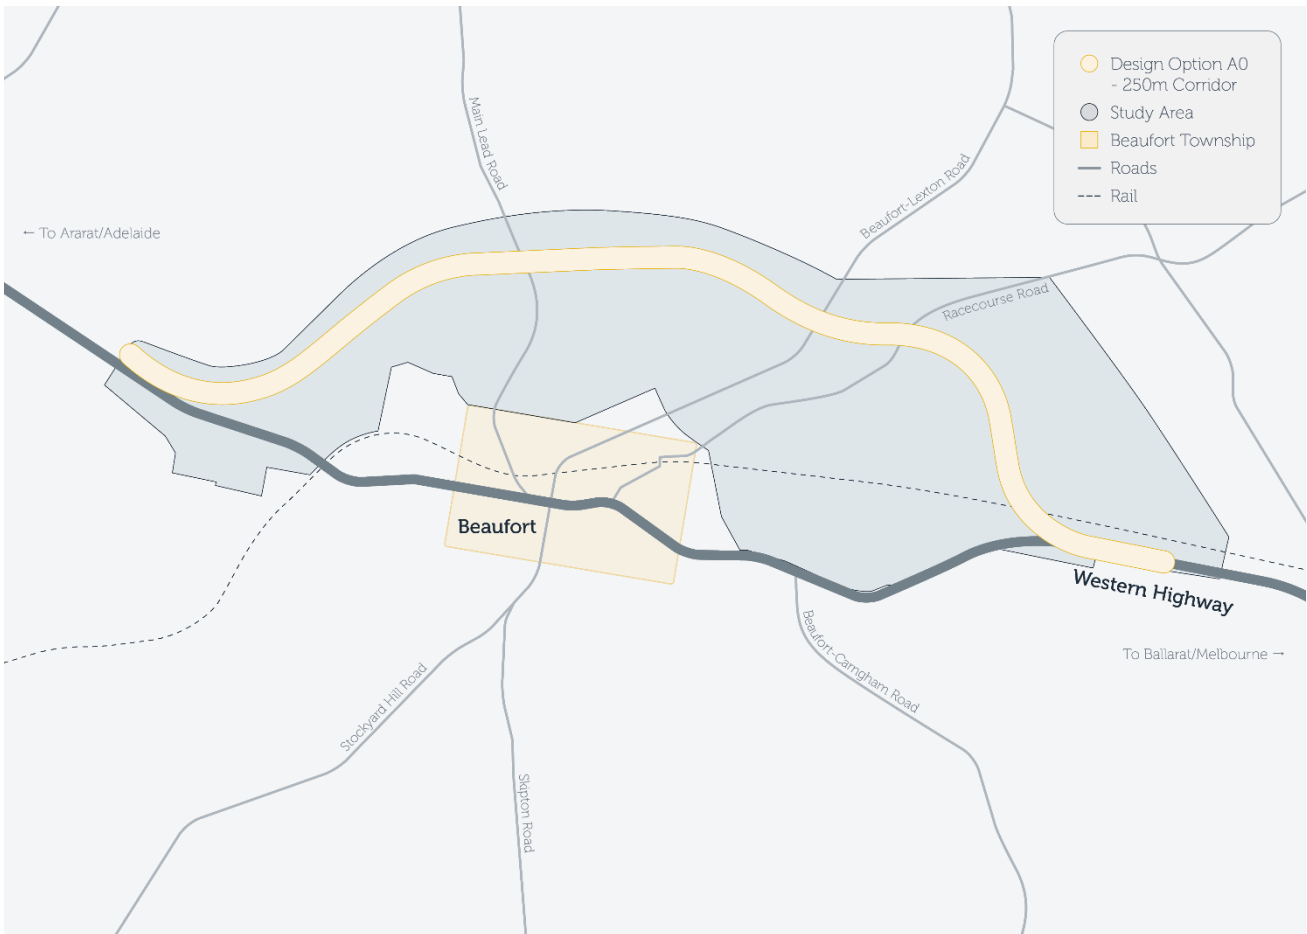 Design Option A0
- 250m Corridor
Study Area
Beaufort Township
Roads
Rail
Main Lead Road
Beaufort-Lexton Road
← To Ararat/Adelaide
Racecourse Road
Beaufort
Western Highway
To Ballarat/Melbourne →
Beaufort-Carngham Road
Stockyard Hill Road
Skipton Road